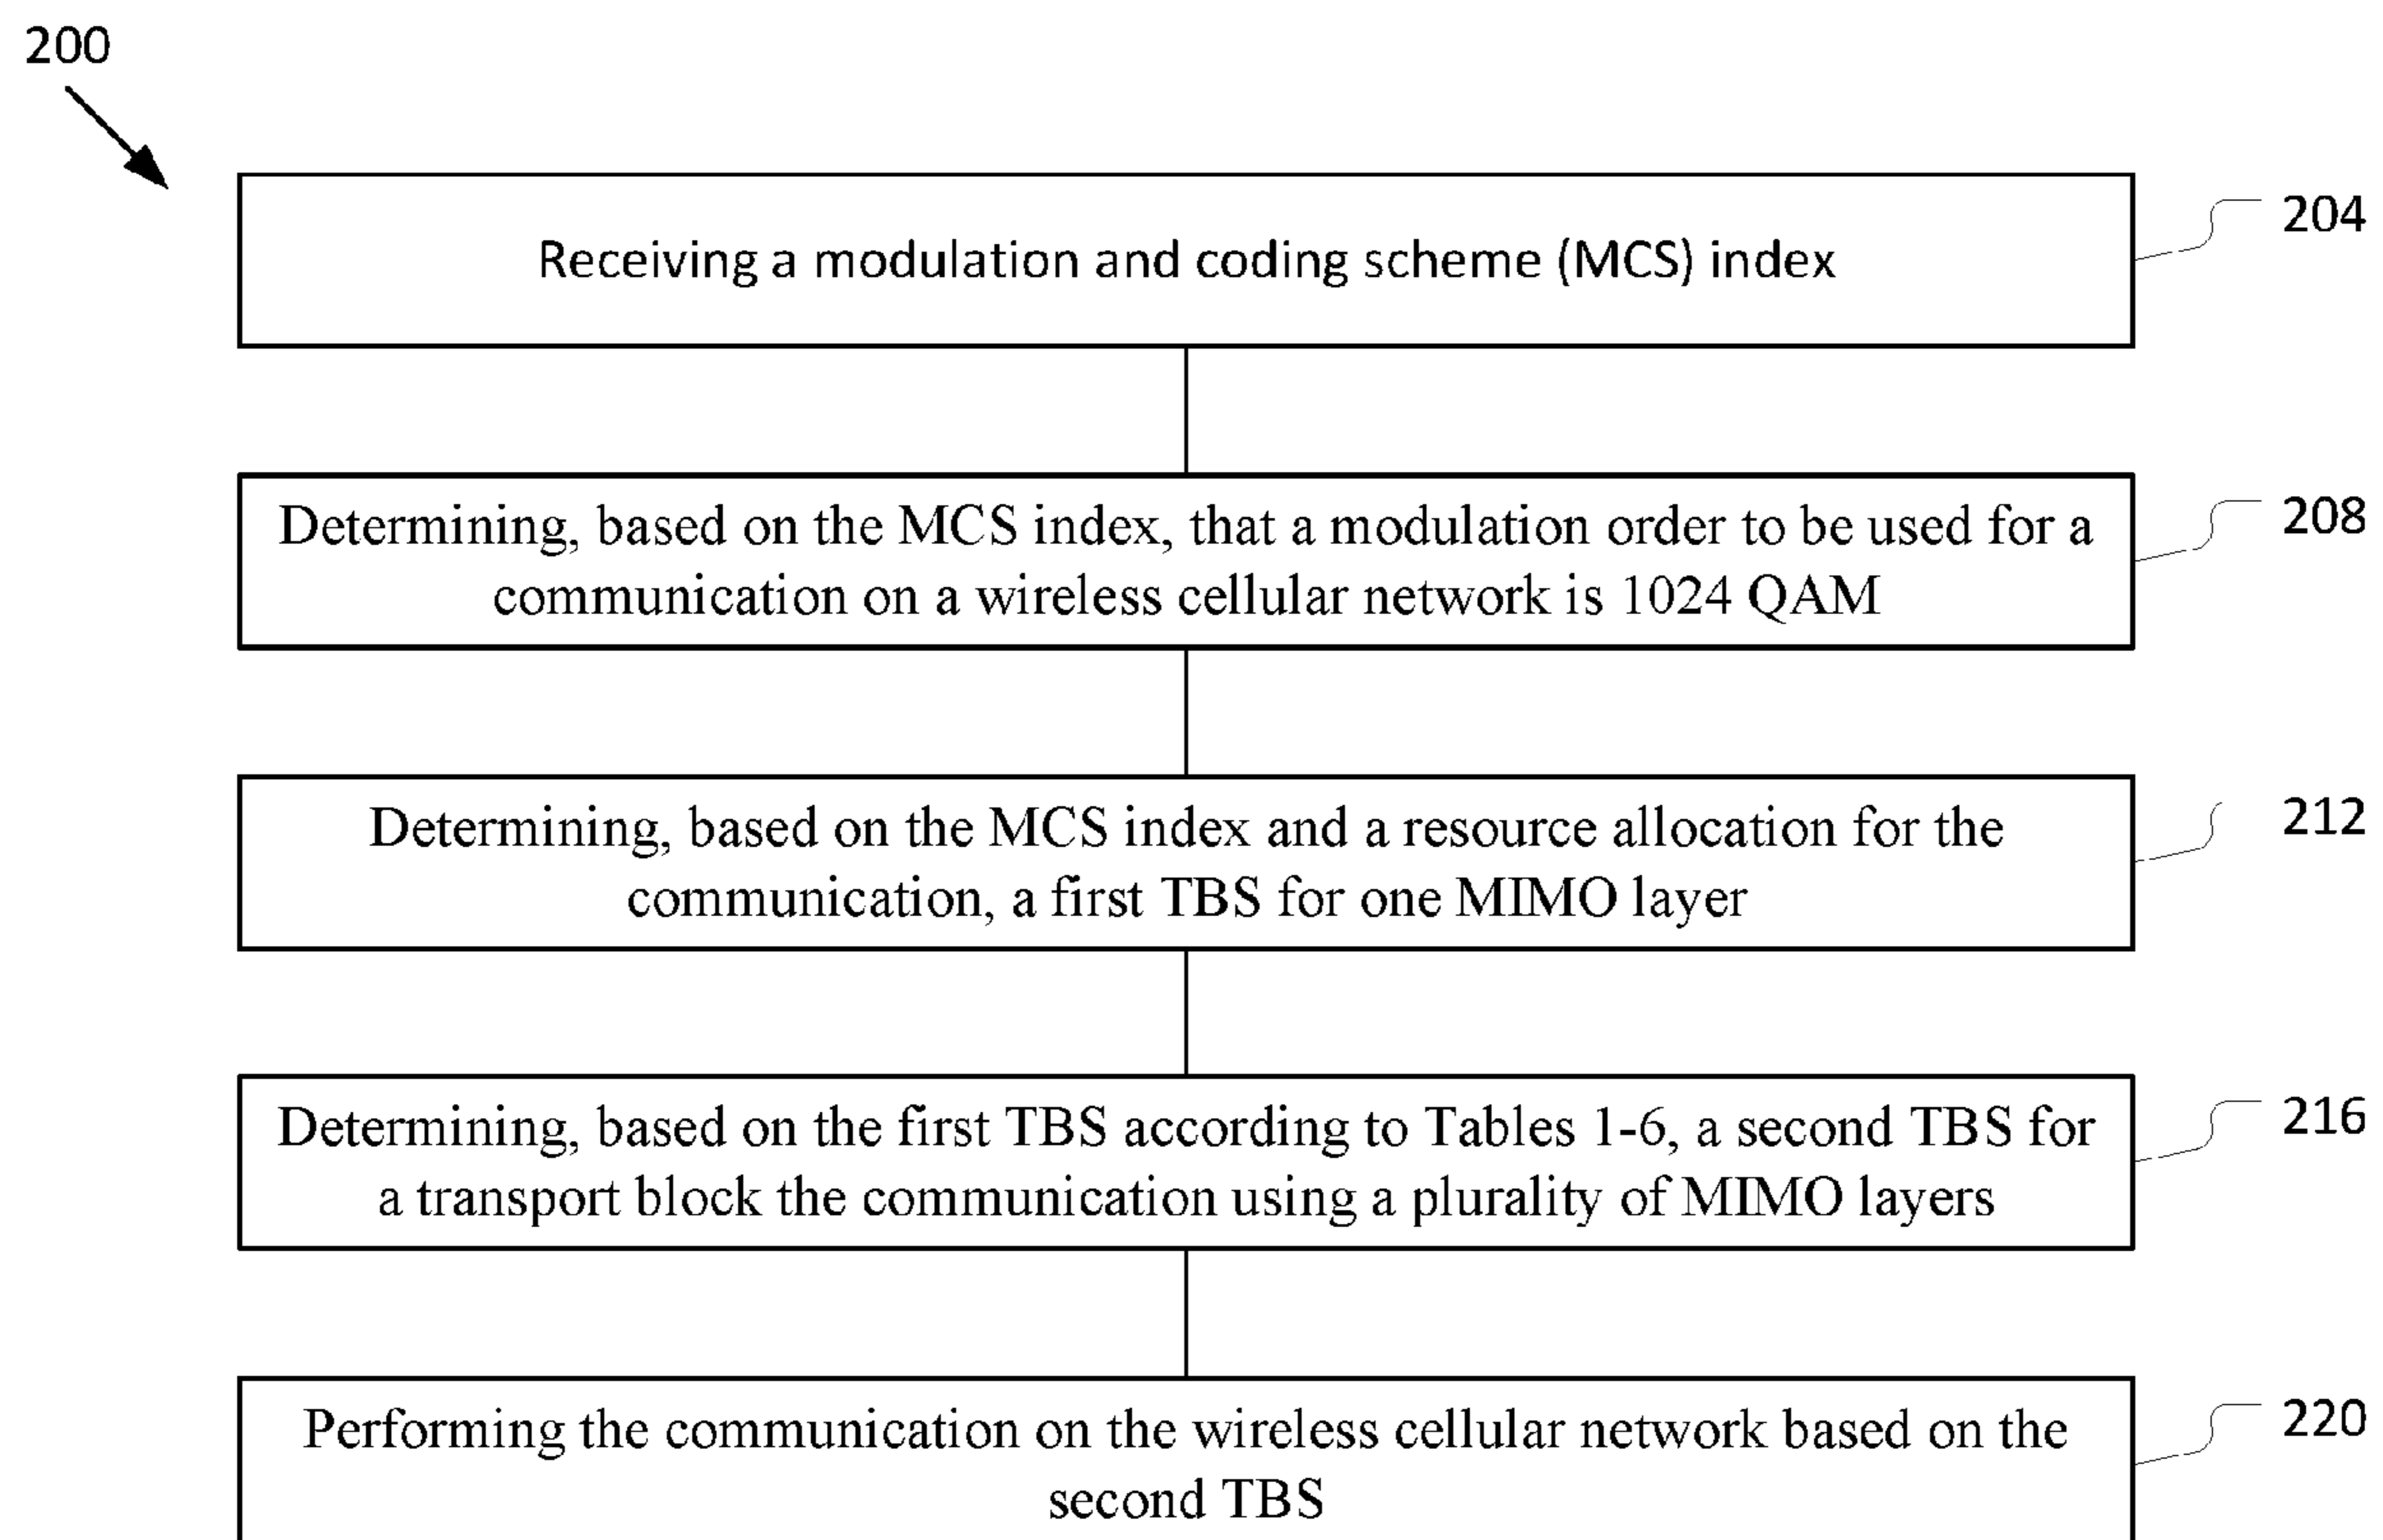 200
Receiving a modulation and coding scheme (MCS) index
204
Determining, based on the MCS index, that a modulation order to be used for a
communication on a wireless cellular network is 1024 QAM
208
Determining, based on the MCS index and a resource allocation for the
communication, a first TBS for one MIMO layer
212
Determining, based on the first TBS according to Tables 1-6, a second TBS for
a transport block the communication using a plurality of MIMO layers
216
Performing the communication on the wireless cellular network based on the
second TBS
220